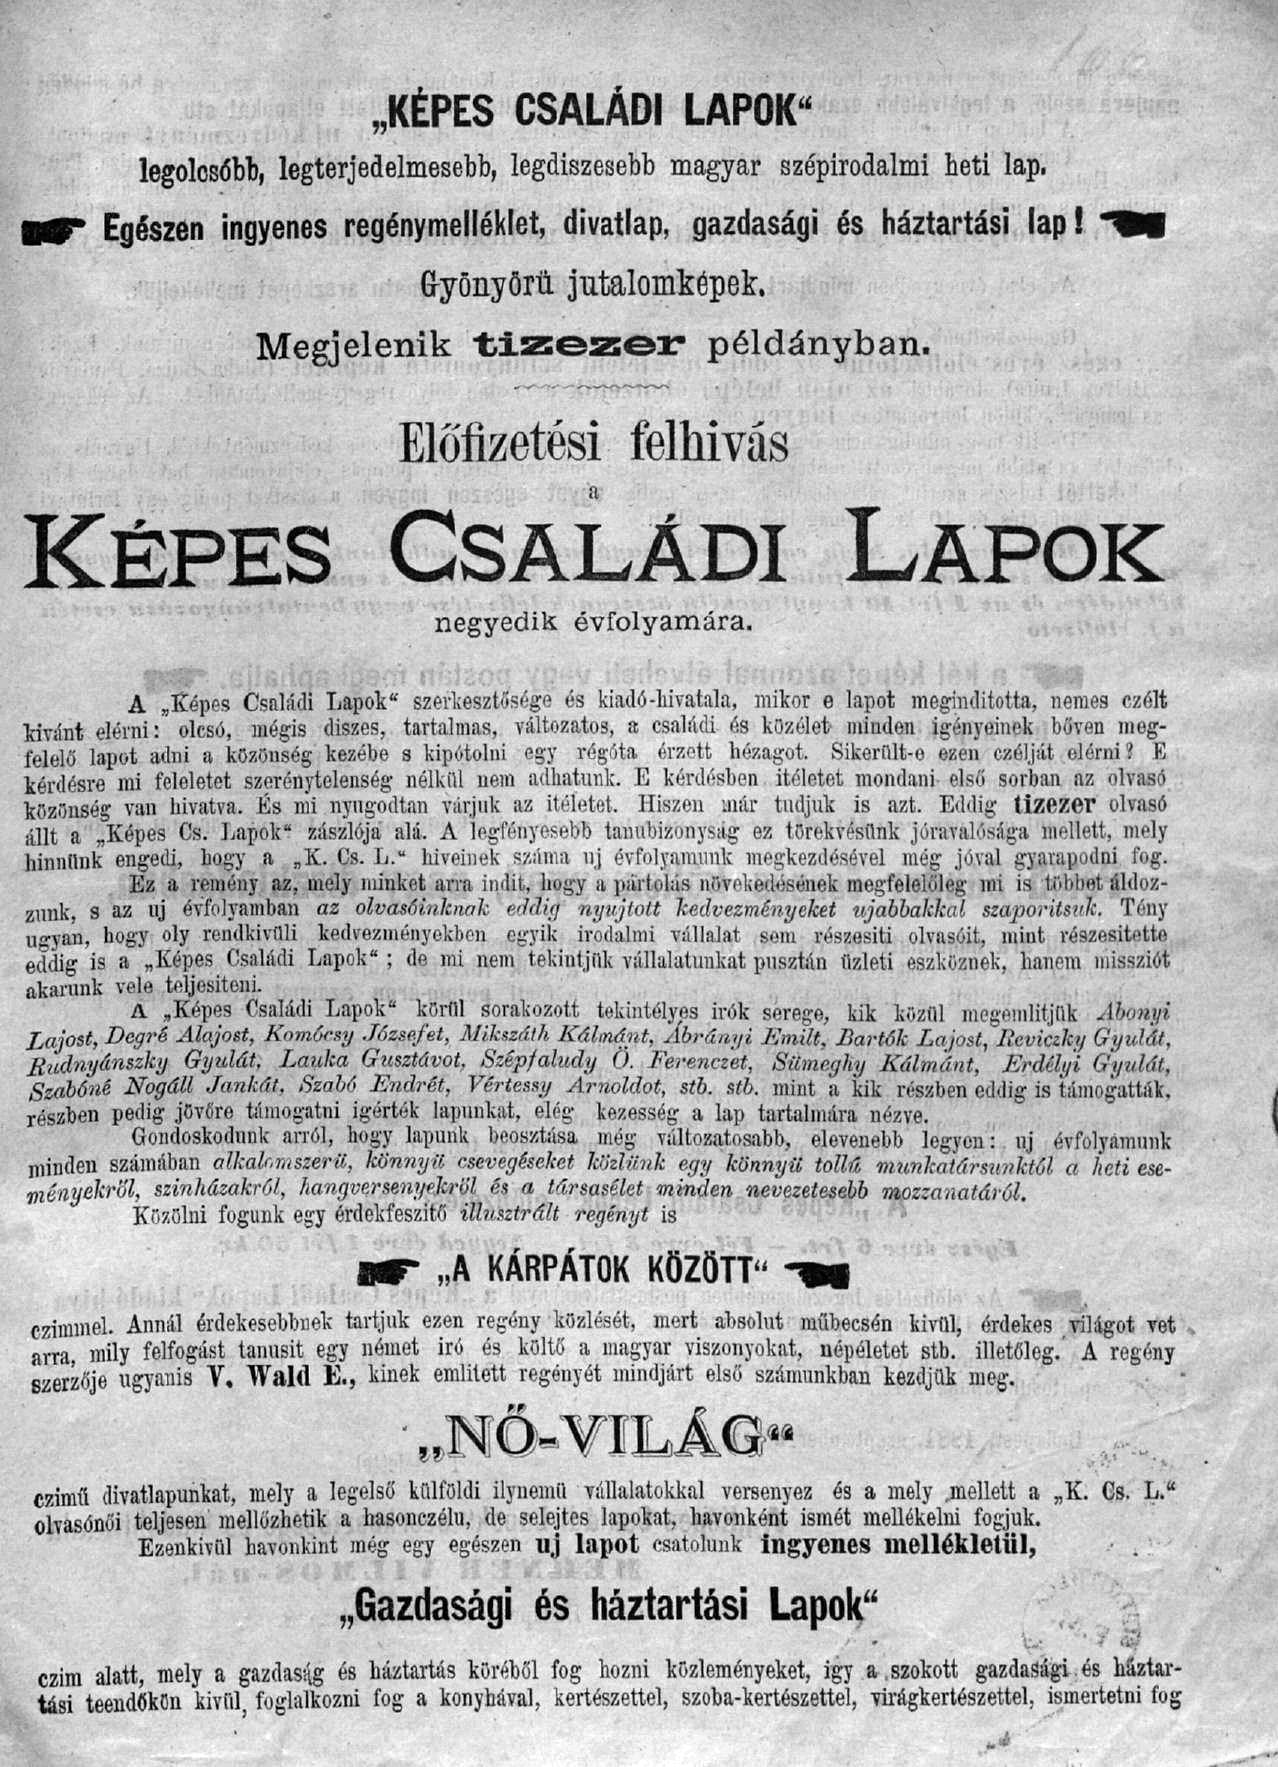 „KÉPES CSALÁDI LAPOK“
legolcsóbb, legterjedelmesebb, legdiszesebb magyar szépirodalmi heti lap.
Egészen ingyenes regénymelléklet, divatlap, gazdasági és háztartási lap!
Gyönyörü jutalomképek.
Megjelenik tizezer példányban.
Előfizetési felhivás
a
KÉPES CSALÁDI LAPOK
negyedik évfolyamára.
A „Képes Családi Lapok“ szerkesztősége és kiadó-hivatala, mikor e lapot meginditotta, nemes czélt
kivánt elérni: olcsó, mégis diszes, tartalmas, változatos, a családi és közélet minden igényeinek bőven meg-
felelő lapot adni a közönség kezébe s kipótolni egy régóta érzett hézagot. Sikerült-e ezen czélját elérni? E
kérdésre mi feleletet szerénytelenség nélkül nem adhatunk. E kérdésben itéletet mondani első sorban az olvasó
közönség van hivatva. És mi nyugodtan várjuk az itéletet. Hiszen már tudjuk is azt. Eddig tizezer olvasó
állt a „Képes Cs. Lapok“ zászlója alá. A legfényesebb tanubizonyság ez törekvésünk jóravalósága mellett, mely
hinnünk engedi, hogy a „K. Cs. L.“ hiveinek száma uj évfolyamunk megkezdésével még jóval gyarapodni fog.
Ez a remény az, mely minket arra indit, hogy a pártolás növekedésének megfelelőleg mi is többet áldoz-
zunk, s az uj évfolyamban az olvasóinknak eddig nyujtott kedvezményeket ujabbakkal szaporitsuk. Tény
ugyan, hogy oly rendkivüli kedvezményekben egyik irodalmi vállalat sem részesiti olvasóit, mint részesitette
eddig is a „Képes Családi Lapok“; de mi nem tekintjük vállalatunkat pusztán üzleti eszköznek, hanem missziót
akarunk vele teljesiteni.
A „Képes Családi Lapok“ körül sorakozott tekintélyes irók serege, kik közül megemlitjük Abonyi
Lajost, Degré Alajost, Komócsy Józsefet, Mikszáth Kálmánt, Ábrányi Emilt, Bartók Lajost, Reviczky Gyulát,
Rudnyánszky Gyulát, Lauka Gusztávot, Szépfaludy Ö. Ferenczet, Sümeghy Kálmánt, Erdélyi Gyulát,
Szabóné Nogáll Jankát, Szabó Endrét, Vértessy Arnoldot, stb. stb. mint a kik részben eddig is támogatták,
részben pedig jövőre támogatni igérték lapunkat, elég kezesség a lap tartalmára nézve.
Gondoskodunk arról, hogy lapunk beosztása még változatosabb, elevenebb legyen: uj évfolyamunk
minden számában alkalomszerü, könnyü csevegéseket közlünk egy könnyü tollú munkatársunktól a heti ese-
ményekről, szinházakról, hangversenyekről és a társasélet minden nevezetesebb mozzanatáról.
Közölni fogunk egy érdekfeszitő illusztrált regényt is
„A KÁRPÁTOK KÖZÖTT“
czimmel. Annál érdekesebbnek tartjuk ezen regény közlését, mert absolut műbecsén kivül, érdekes világot vet
arra, mily felfogást tanusit egy német iró és költő a magyar viszonyokat, népéletet stb. illetőleg. A regény
szerzője ugyanis V. Wald E., kinek emlitett regényét mindjárt első számunkban kezdjük meg.
„NŐ-VILÁG“
czimű divatlapunkat, mely a legelső külföldi ilynemü vállalatokkal versenyez és a mely mellett a „K. Cs. L.“
olvasónői teljesen mellőzhetik a hasonczélu, de selejtes lapokat, havonként ismét mellékelni fogjuk.
Ezenkivül havonkint még egy egészen uj lapot csatolunk ingyenes mellékletül,
„Gazdasági és háztartási Lapok“
czim alatt, mely a gazdaság és háztartás köréből fog hozni közleményeket, igy a szokott gazdasági és háztar-
tási teendőkön kivül, foglalkozni fog a konyhával, kertészettel, szoba-kertészettel, virágkertészettel, ismertetni fog